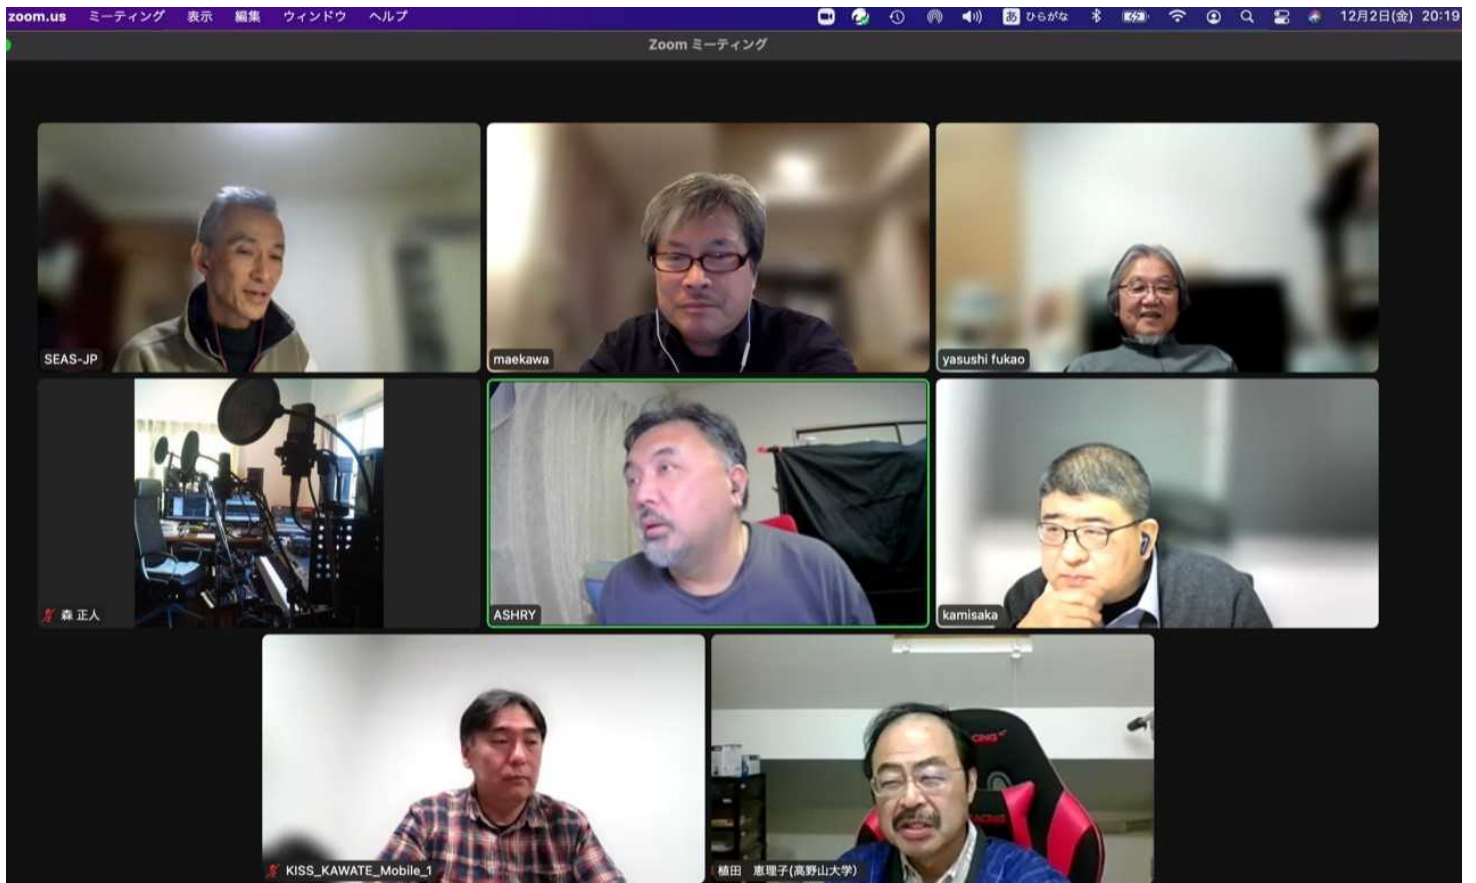 zoom.us ミーティング 表示 編集 ウィンドウ ヘルプ あ ひらがな 12月2日(金) 20:19
Zoom ミーティング
SEAS-JP
maekawa
yasushi fukao
森 正人
ASHRY
kamisaka
KISS_KAWATE_Mobile_1
植田 恵理子(高野山大学)